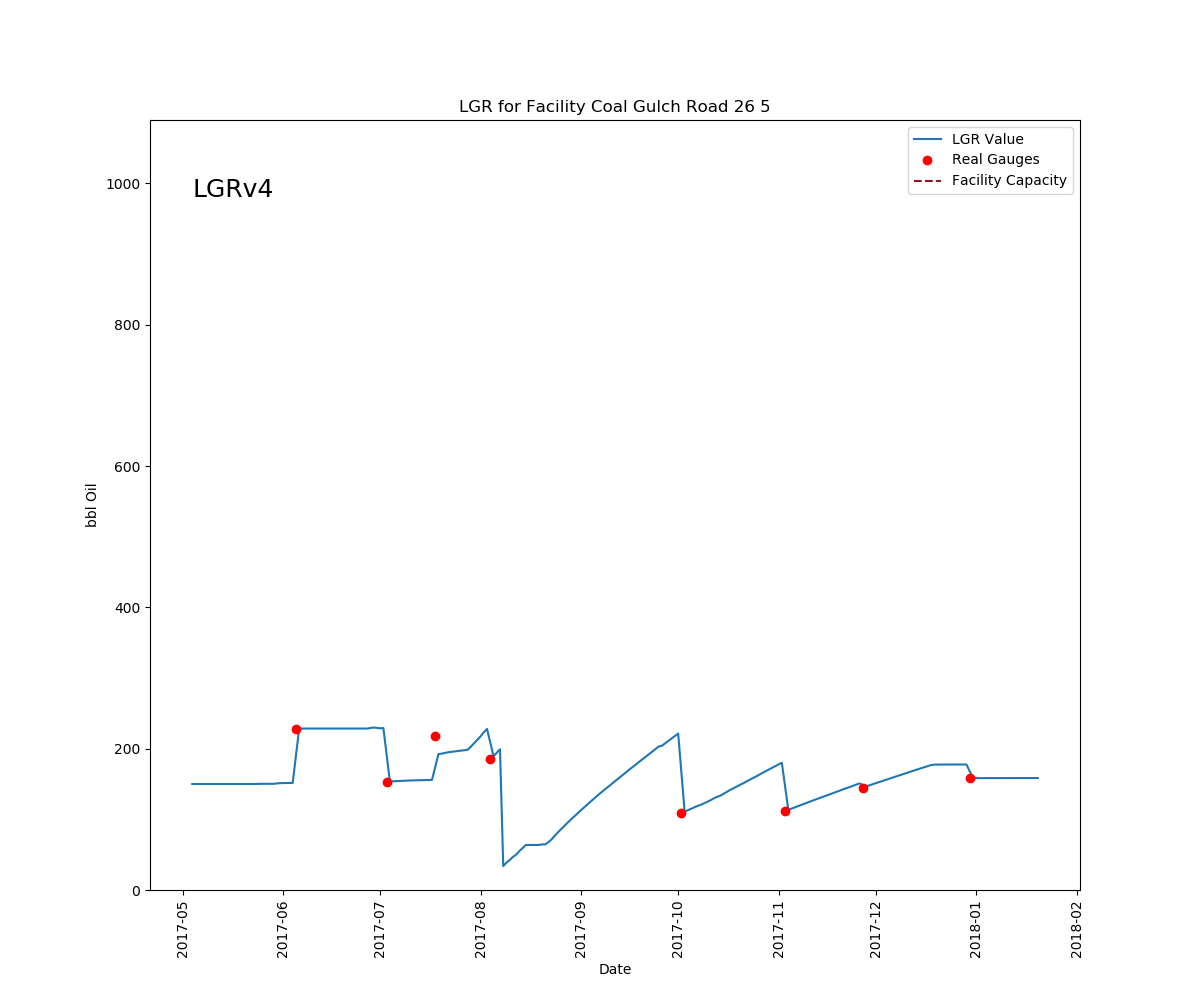 LGR for Facility Coal Gulch Road 26 5
LGRv4
LGR Value
Real Gauges
Facility Capacity
bbl Oil
1000
800
600
400
200
0
2017-05
2017-06
2017-07
2017-08
2017-09
2017-10
2017-11
2017-12
2018-01
2018-02
Date